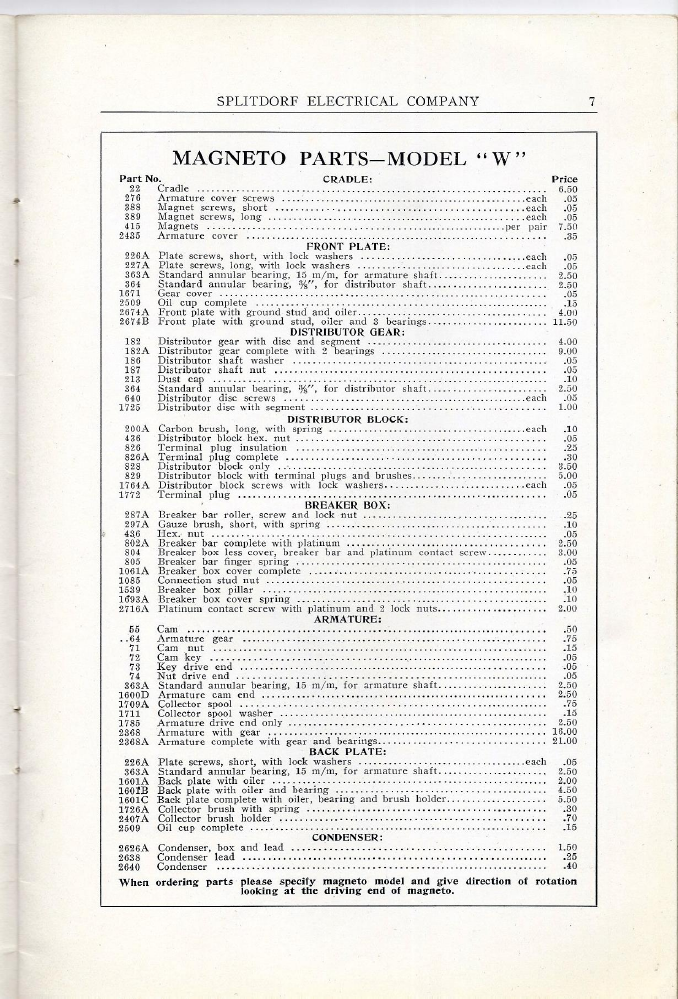 SPLITDORF ELECTRICAL COMPANY 7
MAGNETO PARTS—MODEL "W"
Part No. CRADLE: Price
22 Cradle 6.50
276 Armature cover screws each .05
388 Magnet screws, short each .05
389 Magnet screws, long each .05
415 Magnets per pair 7.50
2435 Armature cover .35
FRONT PLATE:
226A Plate screws, short, with lock washers each .05
227A Plate screws, long, with lock washers each .05
363A Standard annular bearing, 15 m/m, for armature shaft 2.50
364 Standard annular bearing, ⅝", for distributor shaft 2.50
1671 Gear cover .05
2509 Oil cup complete .15
2674A Front plate with ground stud and oiler 4.00
2674B Front plate with ground stud, oiler and 3 bearings 11.50
DISTRIBUTOR GEAR:
182 Distributor gear with disc and segment 4.00
182A Distributor gear complete with 2 bearings 9.00
186 Distributor shaft washer .05
187 Distributor shaft nut .05
213 Dust cap .10
364 Standard annular bearing, ⅝", for distributor shaft 2.50
640 Distributor disc screws each .05
1725 Distributor disc with segment 1.00
DISTRIBUTOR BLOCK:
200A Carbon brush, long, with spring each .10
436 Distributor block hex. nut .05
826 Terminal plug insulation .25
826A Terminal plug complete .30
828 Distributor block only 3.50
829 Distributor block with terminal plugs and brushes 5.00
1764A Distributor block screws with lock washers each .05
1772 Terminal plug .05
BREAKER BOX:
287A Breaker bar roller, screw and lock nut .25
297A Gauze brush, short, with spring .10
436 Hex. nut .05
802A Breaker bar complete with platinum 2.50
804 Breaker box less cover, breaker bar and platinum contact screw 3.00
805 Breaker bar finger spring .05
1061A Breaker box cover complete .75
1085 Connection stud nut .05
1539 Breaker box pillar .10
1693A Breaker box cover spring .10
2716A Platinum contact screw with platinum and 2 lock nuts 2.00
ARMATURE:
55 Cam .50
..64 Armature gear .75
71 Cam nut .15
72 Cam key .05
73 Key drive end .05
74 Nut drive end .05
363A Standard annular bearing, 15 m/m, for armature shaft 2.50
1600D Armature cam end 2.50
1709A Collector spool .75
1711 Collector spool washer .15
1785 Armature drive end only 2.50
2368 Armature with gear 16.00
2368A Armature complete with gear and bearings 21.00
BACK PLATE:
226A Plate screws, short, with lock washers each .05
363A Standard annular bearing, 15 m/m, for armature shaft 2.50
1601A Back plate with oiler 2.00
Back plate with oiler and bearing 4.50
1601C Back plate complete with oiler, bearing and brush holder 5.50
1726A Collector brush with spring .30
2407A Collector brush holder .70
2509 Oil cup complete .15
CONDENSER:
2626A Condenser, box and lead 1.50
2638 Condenser lead .25
2640 Condenser .40
When ordering parts please specify magneto model and give direction of rotation
looking at the driving end of magneto.